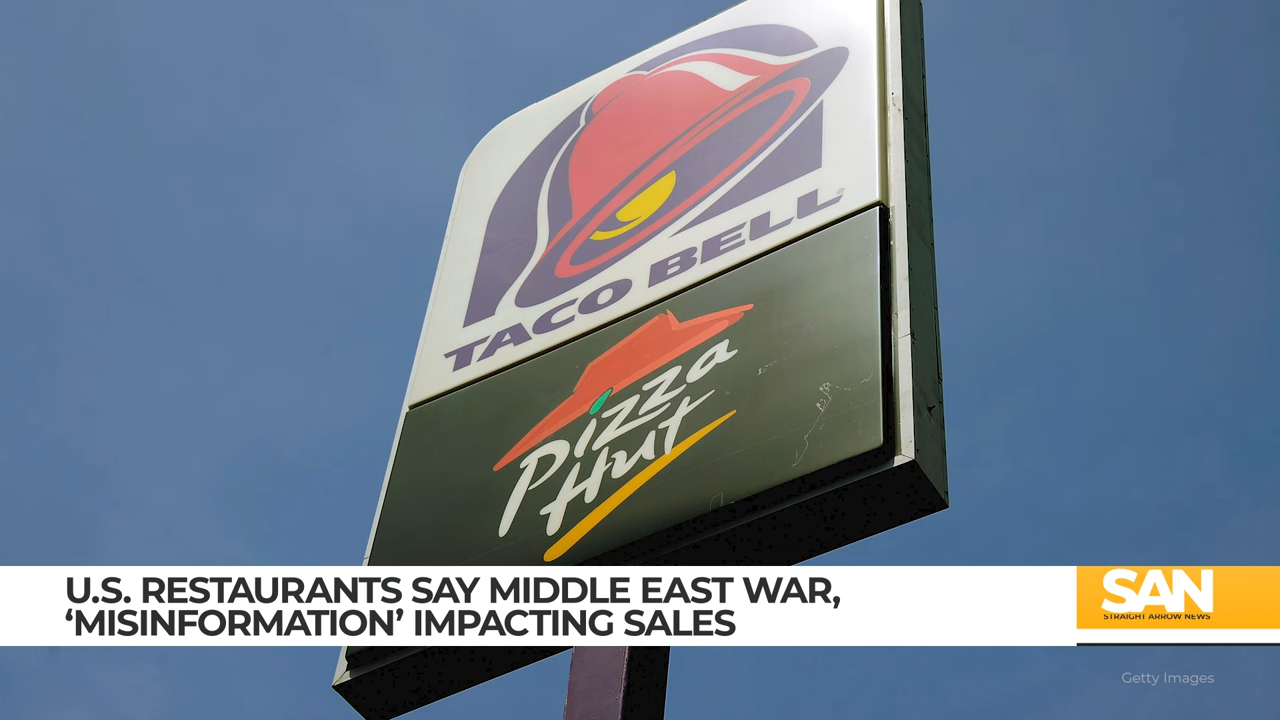 TACO BELL®
Pizza
Hut
U.S. RESTAURANTS SAY MIDDLE EAST WAR,
‘MISINFORMATION’ IMPACTING SALES
SAN
STRAIGHT ARROW NEWS
Getty Images